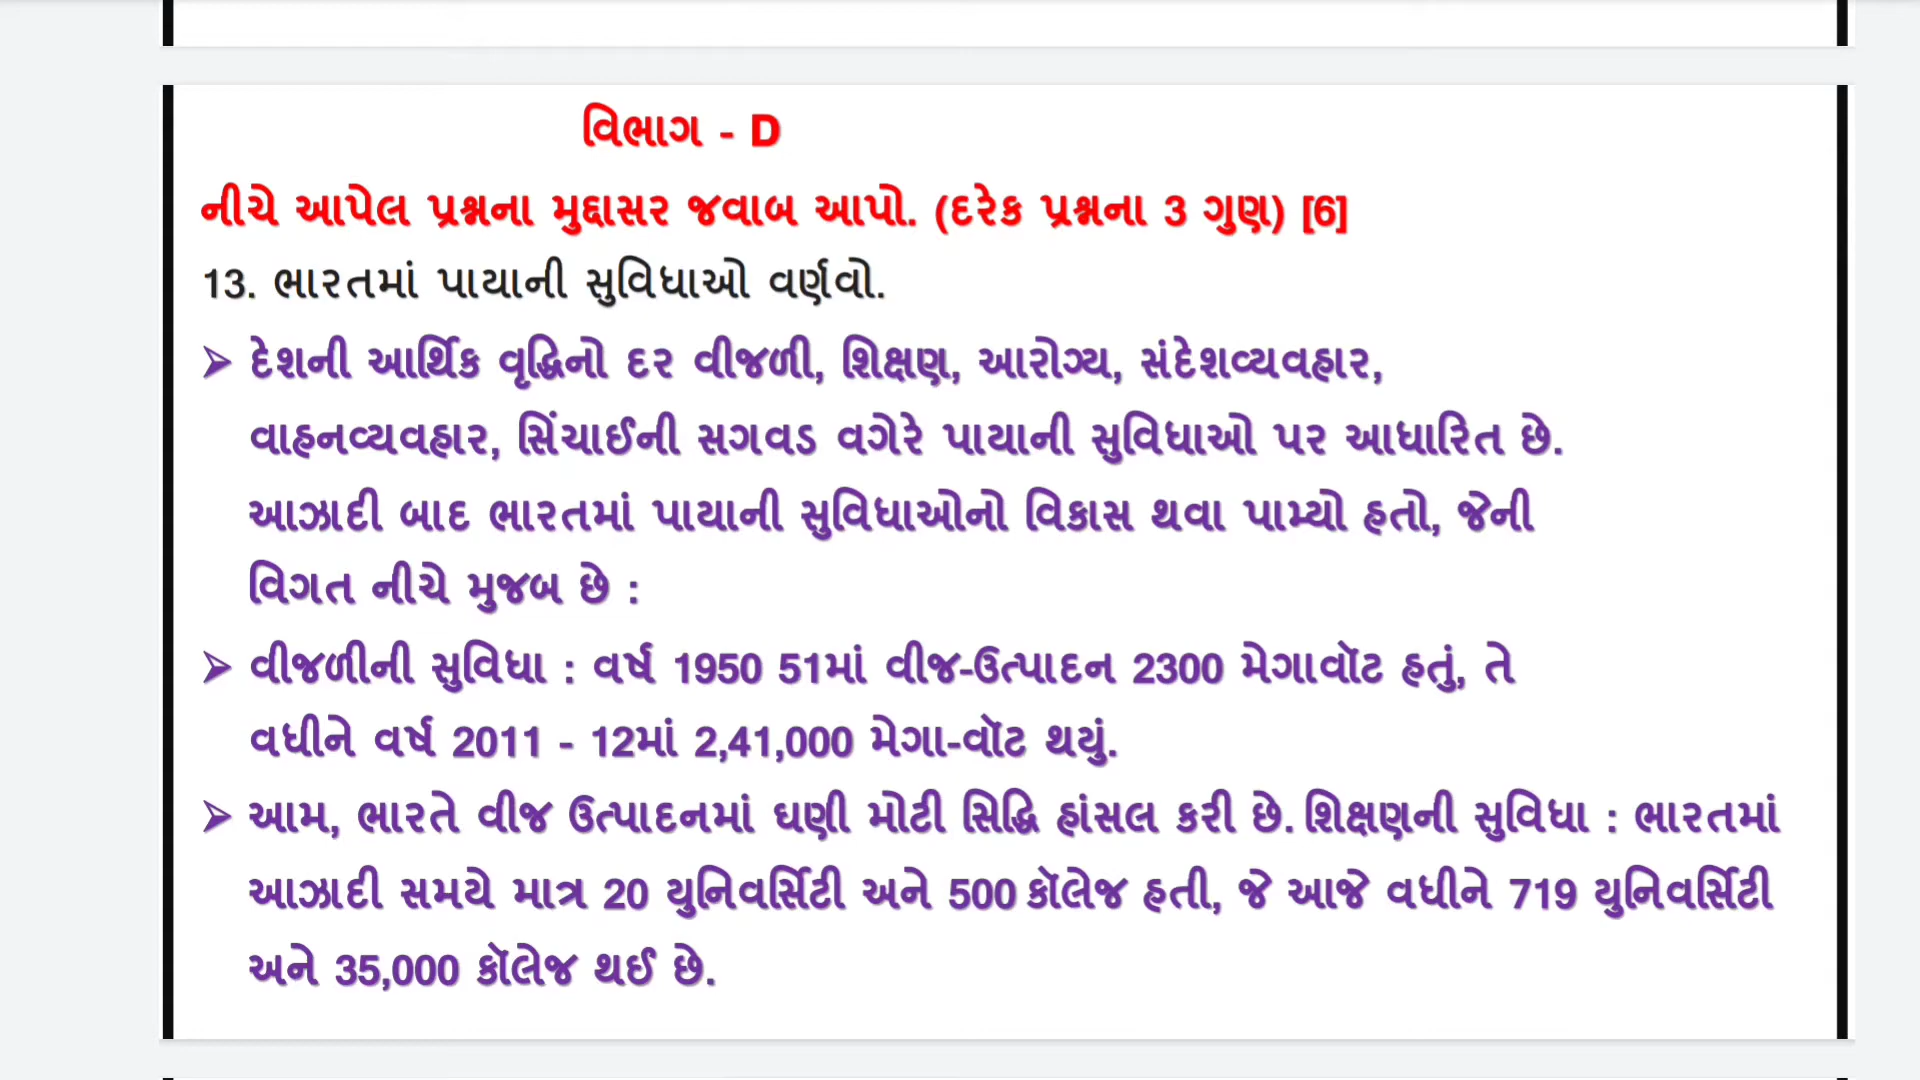 વિભાગ - D
નીચે આપેલ પ્રશ્નના મુદ્દાસર જવાબ આપો. (દરેક પ્રશ્નના 3 ગુણ) [6]
13. ભારતમાં પાયાની સુવિધાઓ વર્ણવો.
➢ દેશની આર્થિક વૃદ્ધિનો દર વીજળી, શિક્ષણ, આરોગ્ય, સંદેશવ્યવહાર,
વાહનવ્યવહાર, સિંચાઈની સગવડ વગેરે પાયાની સુવિધાઓ પર આધારિત છે.
આઝાદી બાદ ભારતમાં પાયાની સુવિધાઓનો વિકાસ થવા પામ્યો હતો, જેની
વિગત નીચે મુજબ છે :
➢ વીજળીની સુવિધા : વર્ષ 1950 51માં વીજ-ઉત્પાદન 2300 મેગાવૉટ હતું, તે
વધીને વર્ષ 2011 - 12માં 2,41,000 મેગા-વૉટ થયું.
➢ આમ, ભારતે વીજ ઉત્પાદનમાં ઘણી મોટી સિદ્ધિ હાંસલ કરી છે. શિક્ષણની સુવિધા : ભારતમાં
આઝાદી સમયે માત્ર 20 યુનિવર્સિટી અને 500 કૉલેજ હતી, જે આજે વધીને 719 યુનિવર્સિટી
અને 35,000 કૉલેજ થઈ છે.